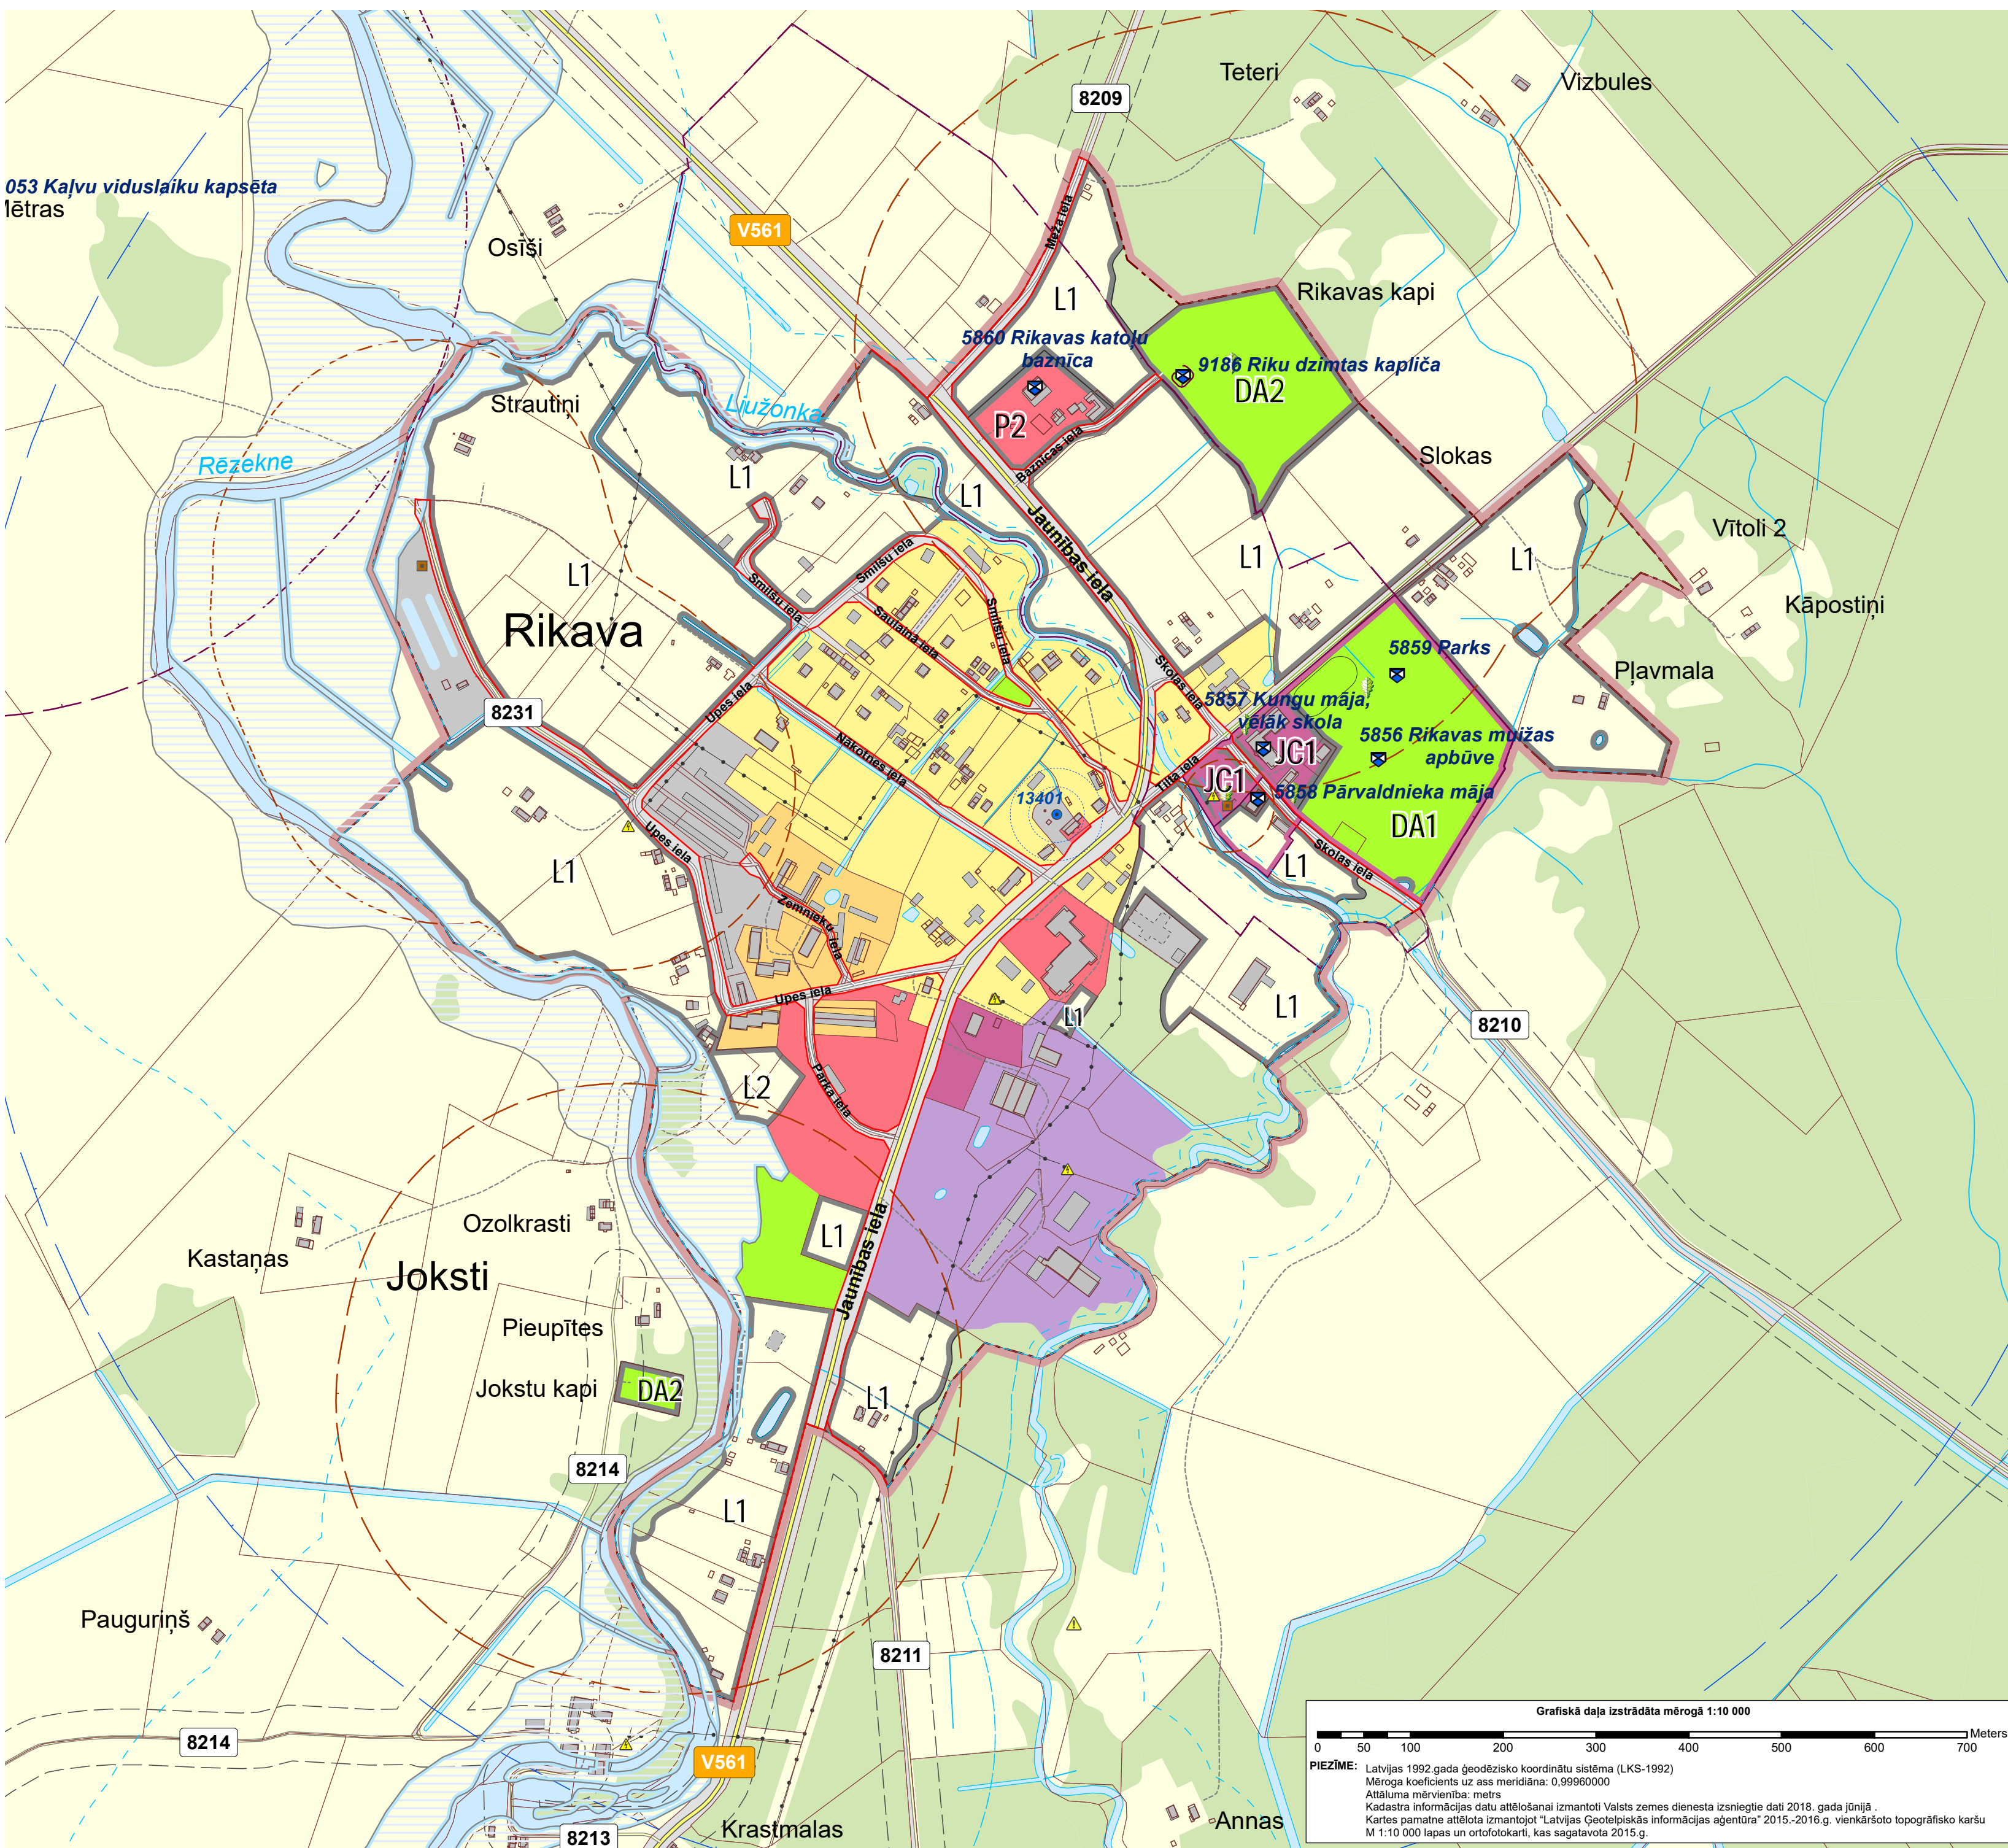 Teteri
Vizbules
8209
053 Kaļvu viduslaiku kapsēta
Mētras
V561
Osīši
Meža iela
L1
Rikavas kapi
5860 Rikavas katoļu
baznīca
9186 Riku dzimtas kapliča
DA2
Strautiņi
Liužonka
P2
Baznīcas iela
Slokas
Rēzekne
L1
L1
Jaunības iela
Vītoli 2
L1
L1
L1
Smilšu iela
Smilšu iela
Saulainā iela
Smilšu iela
Kāpostiņi
Rikava
5859 Parks
Pļavmala
Skolas iela
5857 Kungu māja,
vēlāk skola
Upes iela
8231
Nākotnes iela
5856 Rikavas muižas
apbūve
JC1
JC1
Tilta iela
13401
5858 Pārvaldnieka māja
DA1
Upes iela
L1
Skolas iela
L1
Zemnieku iela
Upes iela
L1
L1
8210
L2
Parka iela
Ozolkrasti
L1
Kastaņas
Joksti
Jaunības iela
Pieupītes
Jokstu kapi
DA2
L1
8214
L1
Pauguriņš
8211
8214
V561
8213
Krastmalas
Annas
Grafiskā daļa izstrādāta mērogā 1:10 000
0 50 100 200 300 400 500 600 700 Meters
PIEZĪME: Latvijas 1992.gada ģeodēzisko koordinātu sistēma (LKS-1992)
Mēroga koeficients uz ass meridiāna: 0,99960000
Attāluma mērvienība: metrs
Kadastra informācijas datu attēlošanai izmantoti Valsts zemes dienesta izsniegtie dati 2018. gada jūnijā .
Kartes pamatne attēlota izmantojot “Latvijas Ģeotelpiskās informācijas aģentūra” 2015.-2016.g. vienkāršoto topogrāfisko karšu
M 1:10 000 lapas un ortofotokarti, kas sagatavota 2015.g.